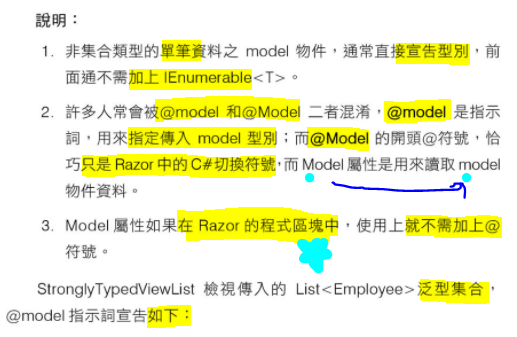 說明：
1. 非集合類型的單筆資料之 model 物件，通常直接宣告型別，前
面通不需加上 IEnumerable<T>。
2. 許多人常會被@model 和@Model 二者混淆，@model 是指示
詞，用來指定傳入 model 型別；而@Model 的開頭@符號，恰
巧只是 Razor 中的 C#切換符號，而 Model 屬性是用來讀取 model
物件資料。
3. Model 屬性如果在 Razor 的程式區塊中，使用上就不需加上@
符號。
StronglyTypedViewList 檢視傳入的 List<Employee>泛型集合，
@model 指示詞宣告如下：